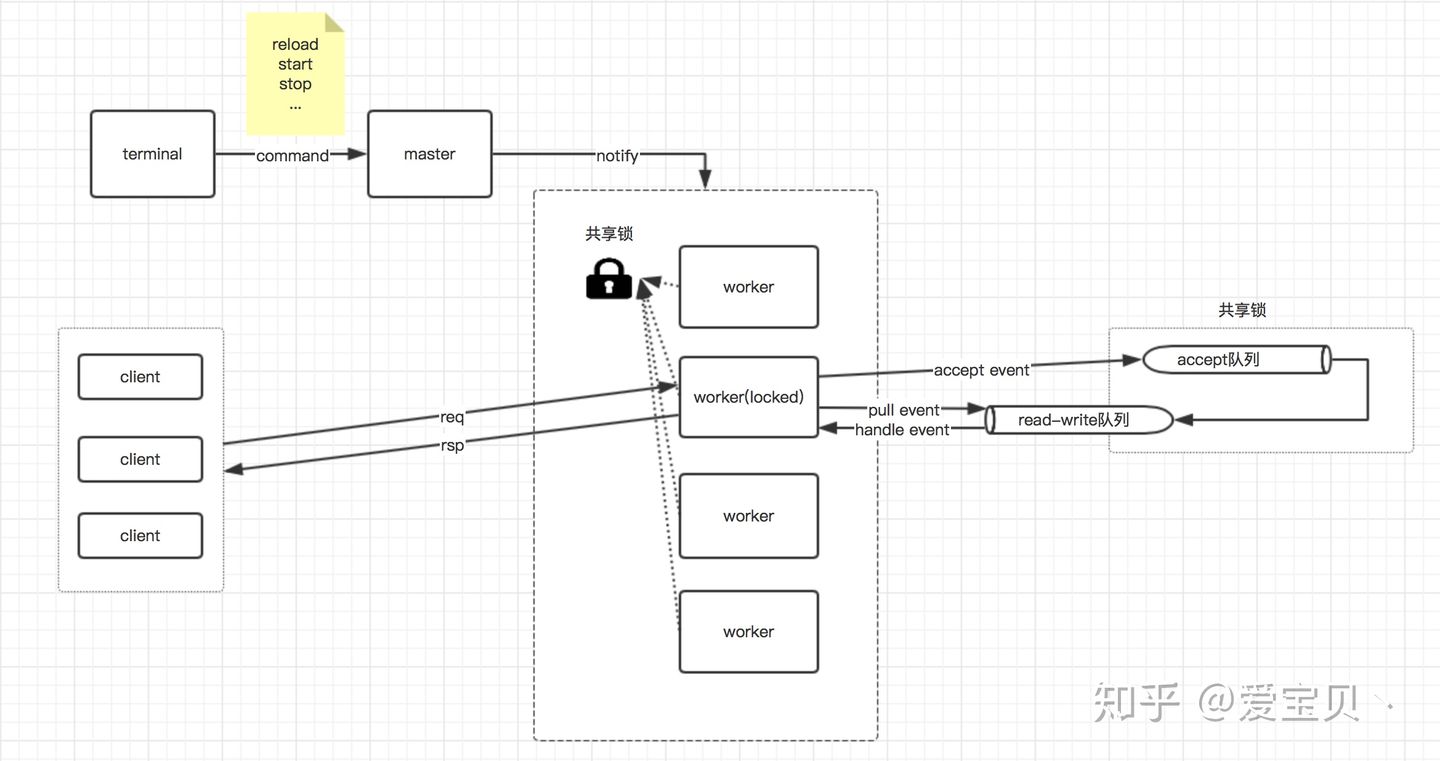 reload
start
stop
...
terminal
command
master
notify
共享锁
worker
client
client
client
req
rsp
worker(locked)
worker
worker
共享锁
accept event
accept队列
pull event
handle event
read-write队列
知乎 @爱宝贝丶